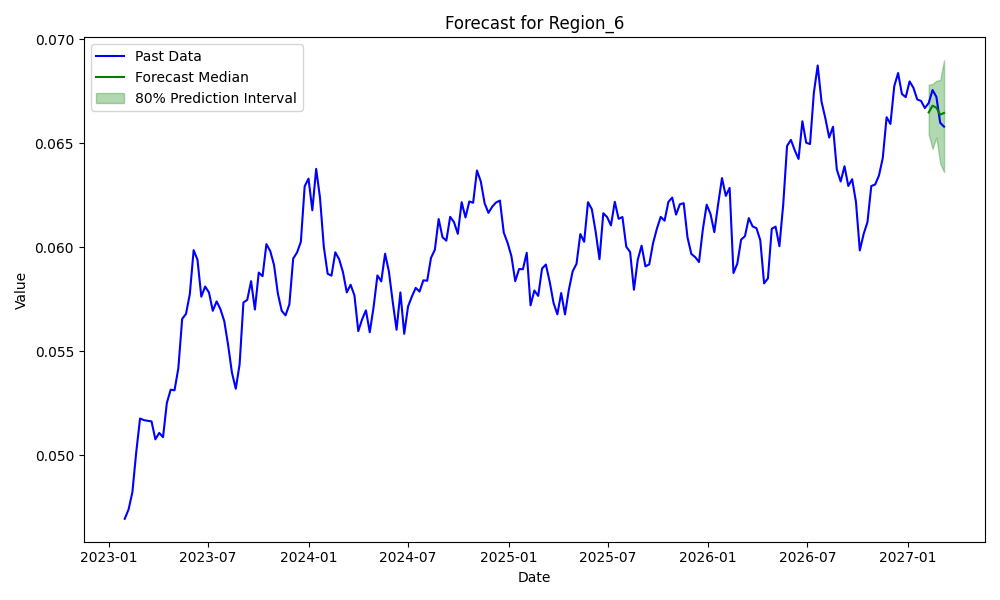 Forecast for Region_6
Past Data
Forecast Median
80% Prediction Interval
Value
0.070
0.065
0.060
0.055
0.050
2023-01
2023-07
2024-01
2024-07
2025-01
2025-07
2026-01
2026-07
2027-01
Date